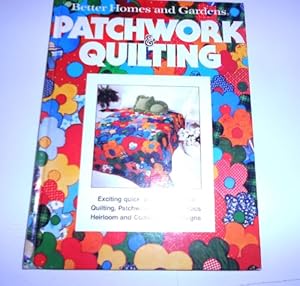 Better Homes and Gardens.
PATCHWORK
&
QUILTING
Exciting quick
Quilting, Patchwork
Heirloom and